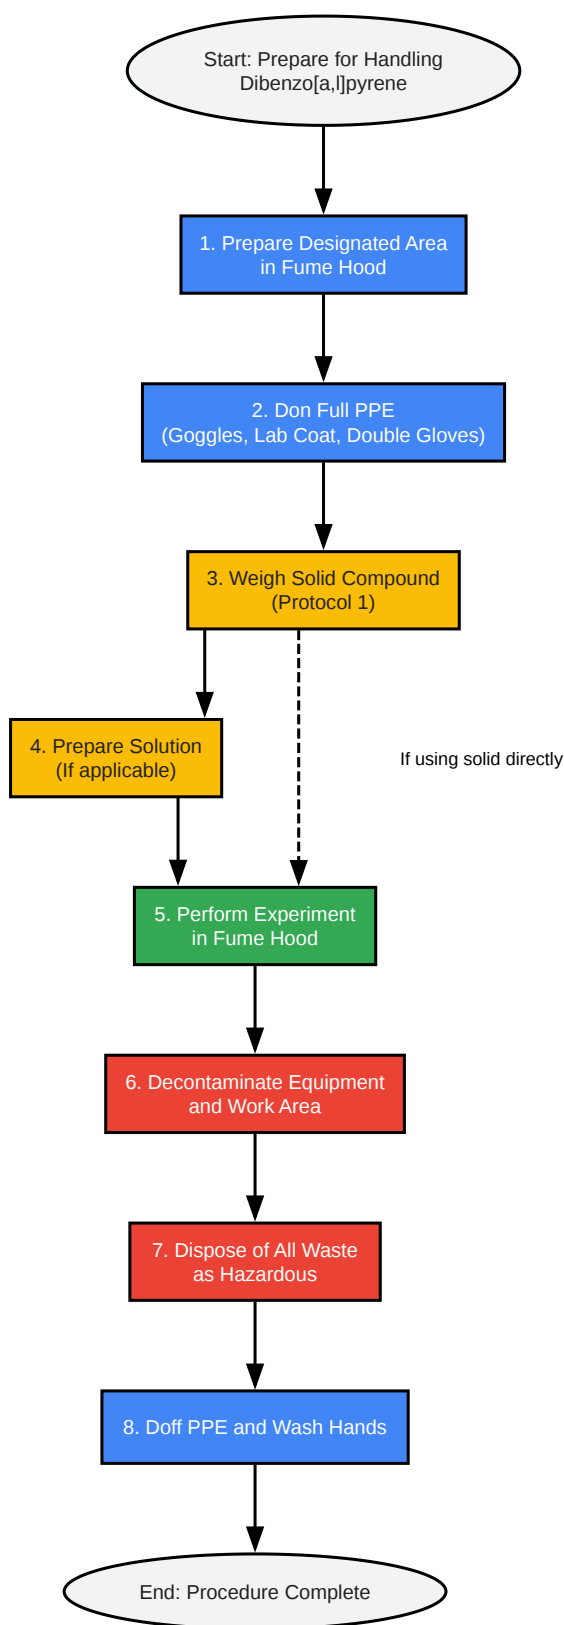 Start: Prepare for Handling
Dibenzo[a,l]pyrene
1. Prepare Designated Area
in Fume Hood
2. Don Full PPE
(Goggles, Lab Coat, Double Gloves)
3. Weigh Solid Compound
(Protocol 1)
4. Prepare Solution
(If applicable)
If using solid directly
5. Perform Experiment
in Fume Hood
6. Decontaminate Equipment
and Work Area
7. Dispose of All Waste
as Hazardous
8. Doff PPE and Wash Hands
End: Procedure Complete